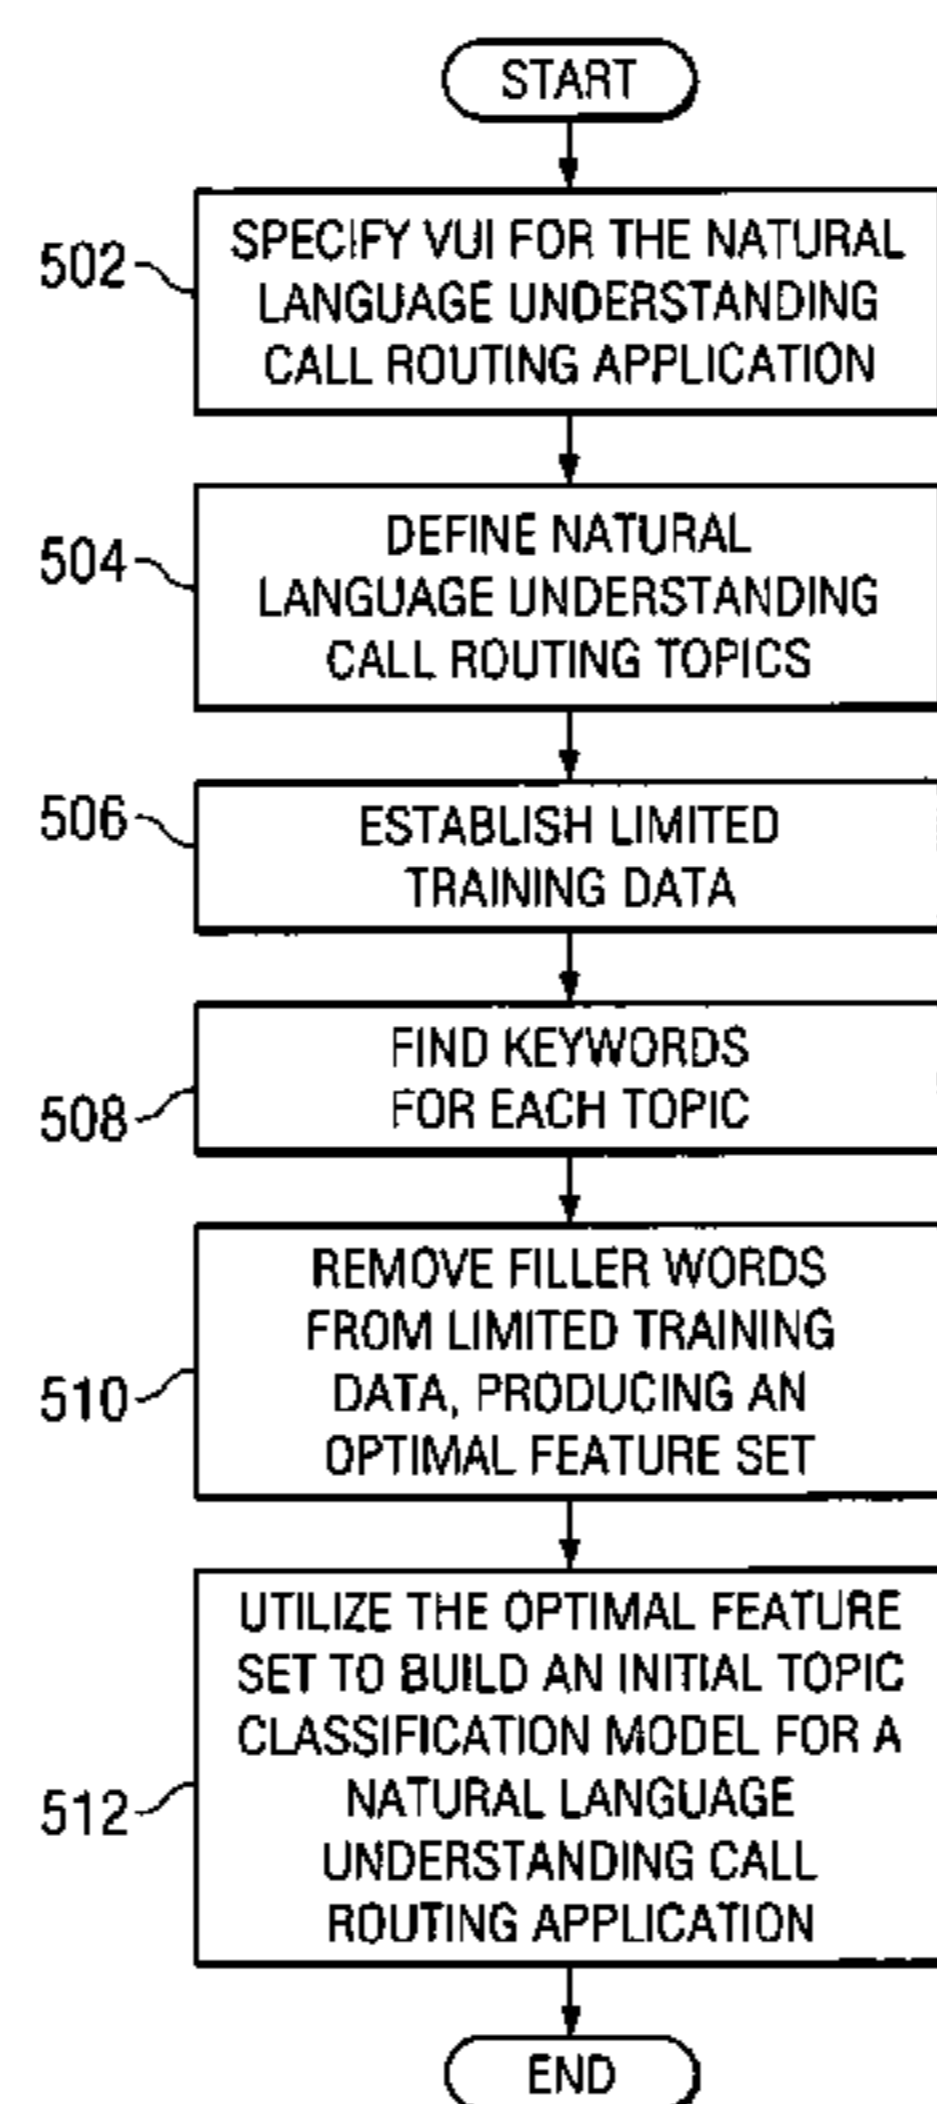 START
502
SPECIFY VUI FOR THE NATURAL
LANGUAGE UNDERSTANDING
CALL ROUTING APPLICATION
504
DEFINE NATURAL
LANGUAGE UNDERSTANDING
CALL ROUTING TOPICS
506
ESTABLISH LIMITED
TRAINING DATA
508
FIND KEYWORDS
FOR EACH TOPIC
510
REMOVE FILLER WORDS
FROM LIMITED TRAINING
DATA, PRODUCING AN
OPTIMAL FEATURE SET
512
UTILIZE THE OPTIMAL FEATURE
SET TO BUILD AN INITIAL TOPIC
CLASSIFICATION MODEL FOR A
NATURAL LANGUAGE
UNDERSTANDING CALL
ROUTING APPLICATION
END